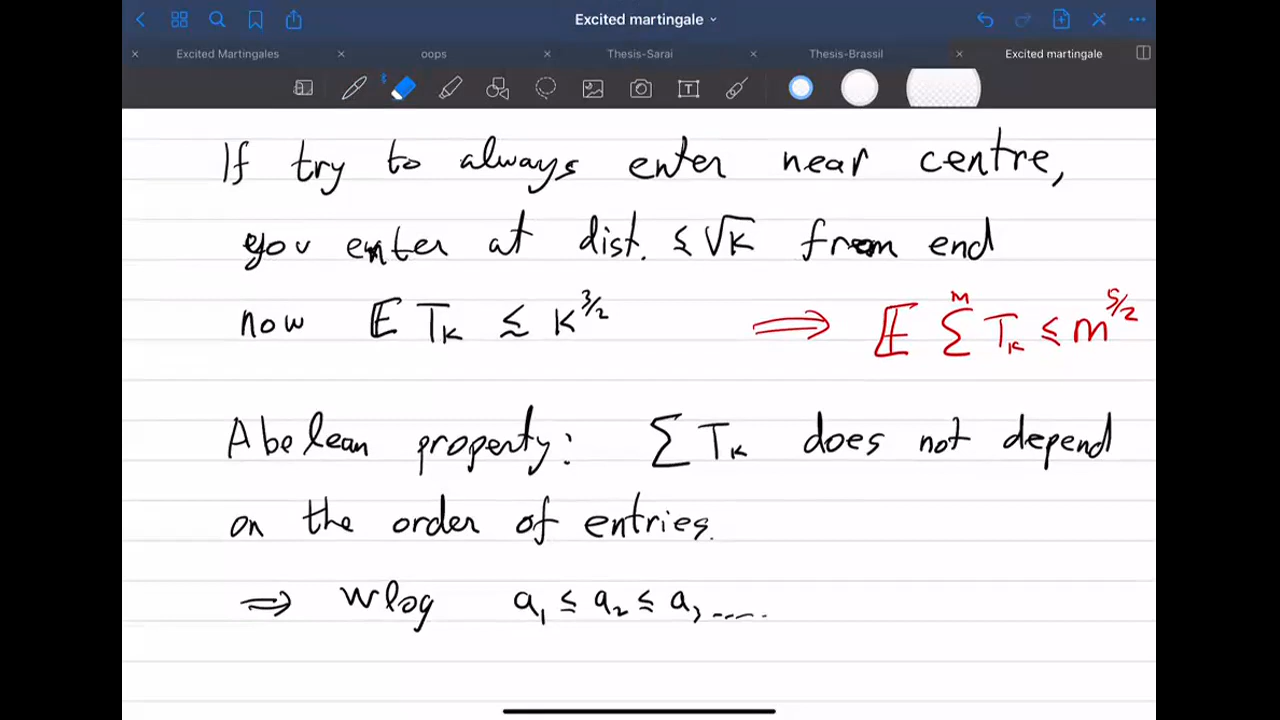 Excited martingale
Excited Martingales
oops
Thesis-Sarai
Thesis-Brassil
Excited martingale
If try to always enter near centre,
you enter at dist. ≲ √K from end
now E T_K ≲ K^{3/2} ⟹ E ∑^m T_K ≤ m^{5/2}
Abelean property: ∑ T_K does not depend
on the order of entries.
⟹ wlog a_1 ≤ a_2 ≤ a_3 .....